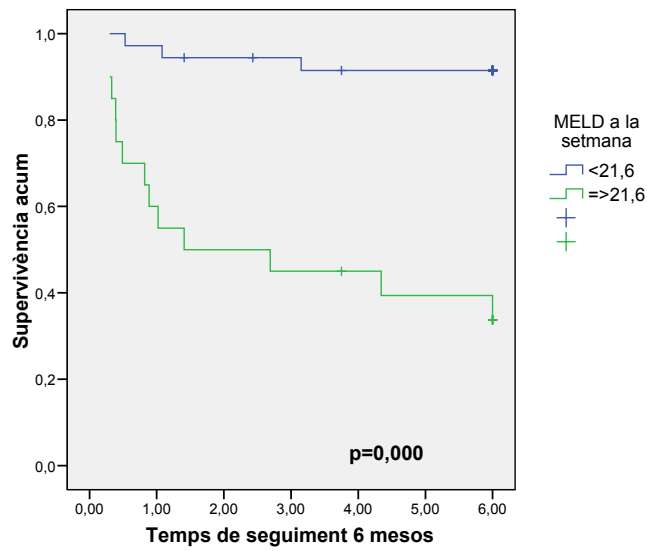 1,0
0,8
0,6
0,4
0,2
0,0
Supervivència acum
p=0,000
0,00 1,00 2,00 3,00 4,00 5,00 6,00
Temps de seguiment 6 mesos
MELD a la
setmana
<21,6
=>21,6